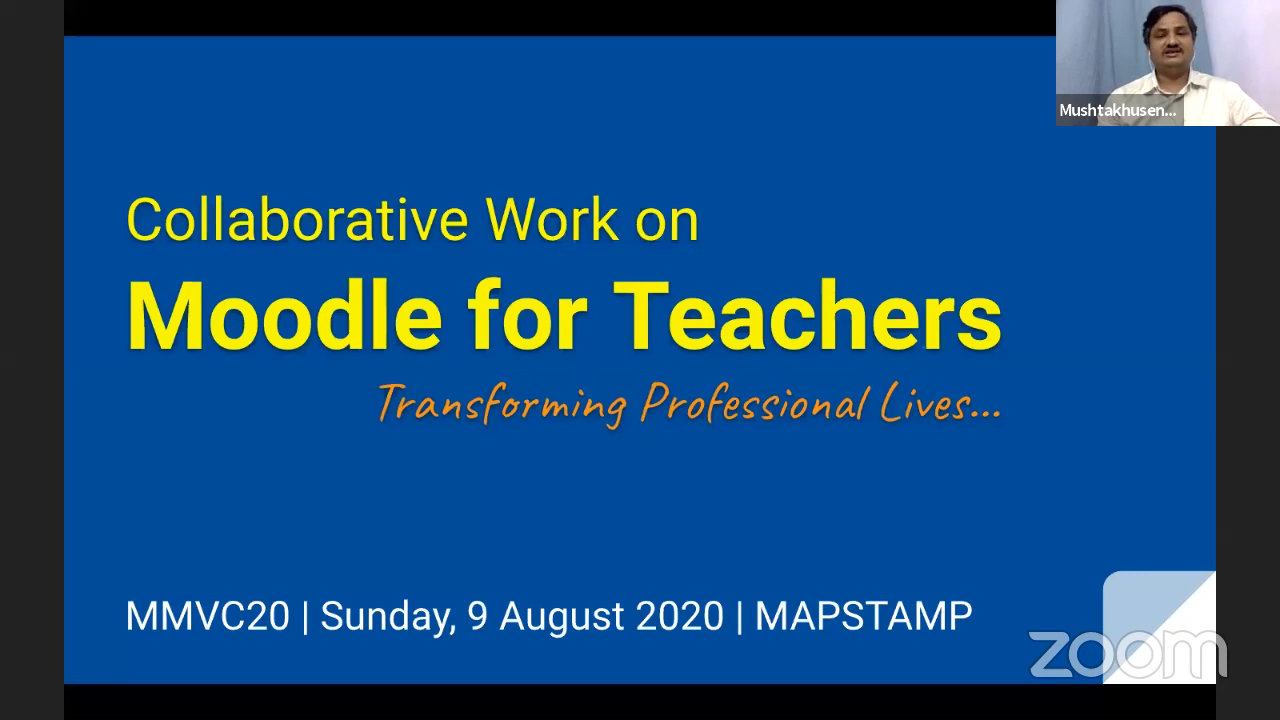 Mushtakhusen...
Collaborative Work on
Moodle for Teachers
Transforming Professional Lives...
MMVC20 | Sunday, 9 August 2020 | MAPSTAMP
zoom